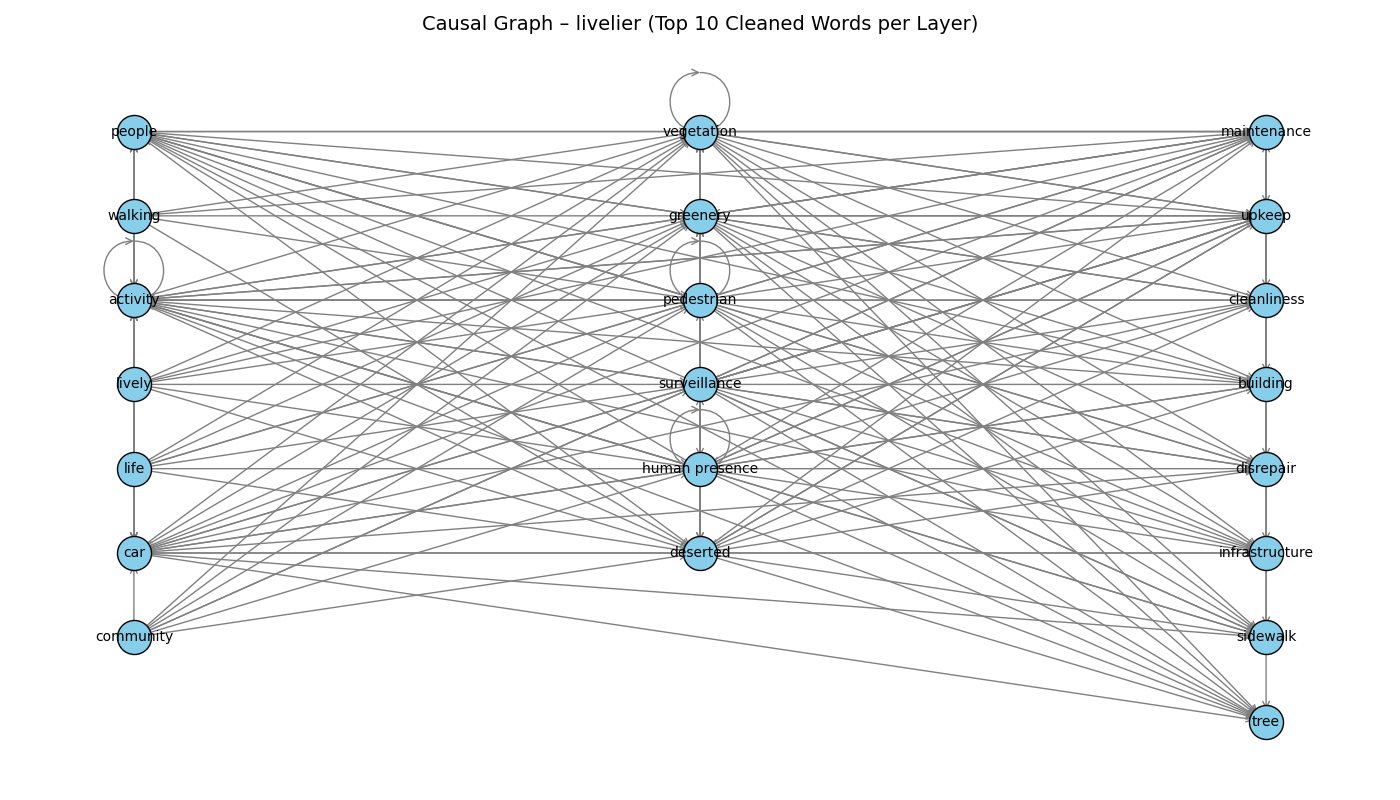 Causal Graph – livelier (Top 10 Cleaned Words per Layer)
people
vegetation
maintenance
walking
greenery
upkeep
activity
pedestrian
cleanliness
lively
surveillance
building
life
human presence
disrepair
car
deserted
infrastructure
community
sidewalk
tree